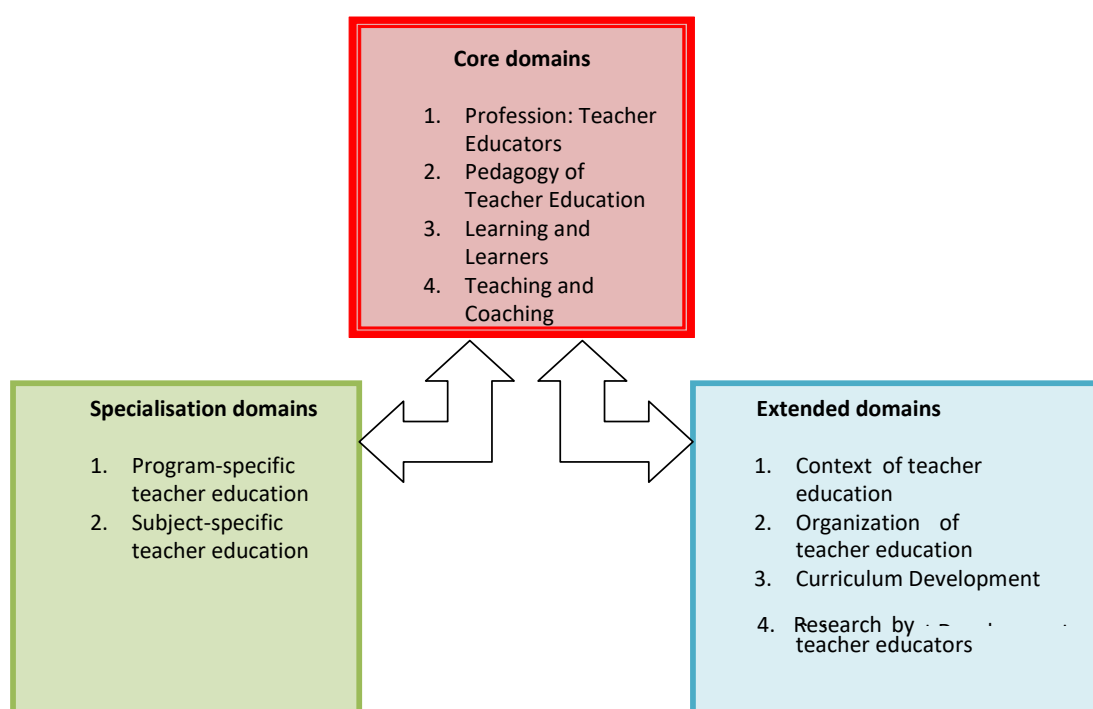 Core domains
1. Profession: Teacher
Educators
2. Pedagogy of
Teacher Education
3. Learning and
Learners
4. Teaching and
Coaching
Specialisation domains
1. Program-specific
teacher education
2. Subject-specific
teacher education
Extended domains
1. Context of teacher
education
2. Organization of
teacher education
3. Curriculum Development
4. Research by
teacher educators